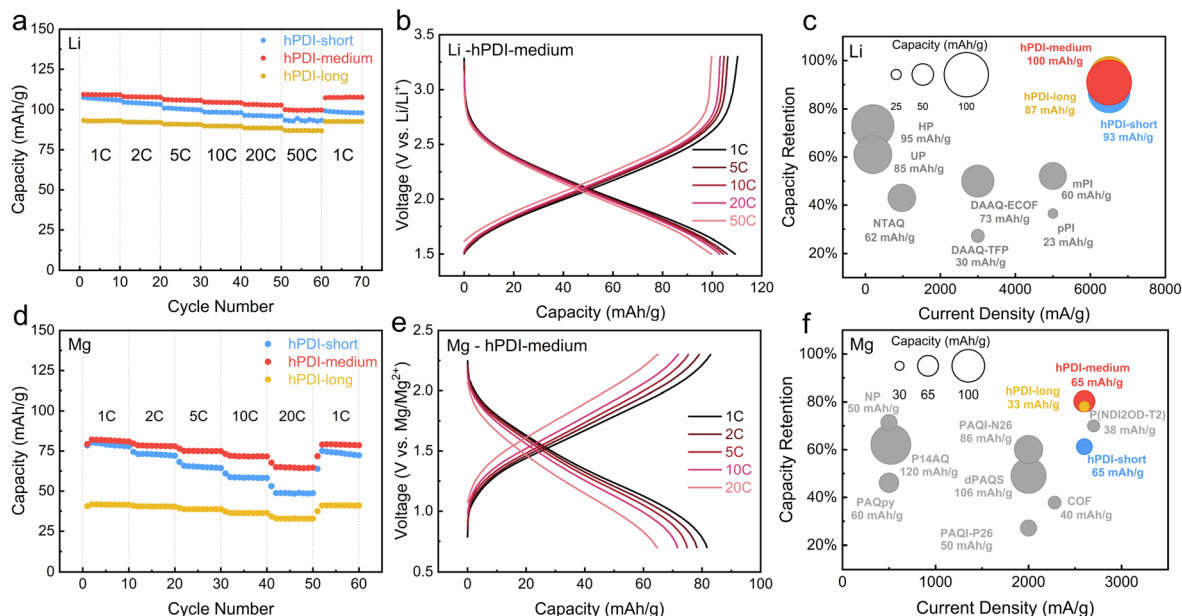 a
Li
hPDI-short
hPDI-medium
hPDI-long
1C 2C 5C 10C 20C 50C 1C
150
125
100
75
50
25
0
0 10 20 30 40 50 60 70
Capacity (mAh/g)
Cycle Number
b
Li -hPDI-medium
3.5
3.0
2.5
2.0
1.5
1C
5C
10C
20C
50C
0 20 40 60 80 100 120
Voltage (V vs. Li/Li⁺)
Capacity (mAh/g)
c
Li
Capacity (mAh/g)
25 50 100
hPDI-medium
100 mAh/g
hPDI-long
87 mAh/g
hPDI-short
93 mAh/g
HP
95 mAh/g
UP
85 mAh/g
NTAQ
62 mAh/g
DAAQ-ECOF
73 mAh/g
DAAQ-TFP
30 mAh/g
mPI
60 mAh/g
pPI
23 mAh/g
100%
80%
60%
40%
20%
0 2000 4000 6000 8000
Capacity Retention
Current Density (mA/g)
d
Mg
hPDI-short
hPDI-medium
hPDI-long
1C 2C 5C 10C 20C 1C
150
125
100
75
50
25
0
0 10 20 30 40 50 60
Capacity (mAh/g)
Cycle Number
e
Mg - hPDI-medium
2.5
2.0
1.5
1.0
0.5
1C
2C
5C
10C
20C
0 20 40 60 80 100
Voltage (V vs. Mg/Mg²⁺)
Capacity (mAh/g)
f
Mg
Capacity (mAh/g)
30 65 100
hPDI-medium
65 mAh/g
hPDI-long
33 mAh/g
P(NDI2OD-T2)
38 mAh/g
hPDI-short
65 mAh/g
NP
50 mAh/g
P14AQ
120 mAh/g
PAQpy
60 mAh/g
PAQI-N26
86 mAh/g
dPAQS
106 mAh/g
PAQI-P26
50 mAh/g
COF
40 mAh/g
100%
80%
60%
40%
20%
0 1000 2000 3000
Capacity Retention
Current Density (mA/g)